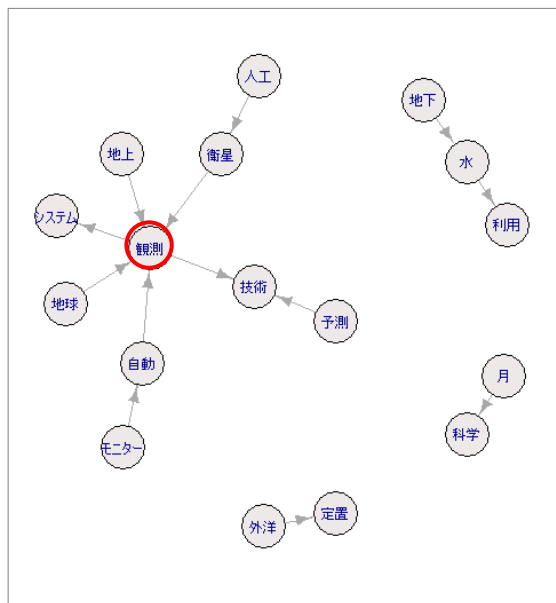 人工
地下
地上
衛星
水
システム
利用
観測
技術
地球
予測
自動
月
科学
モニター
定置
外洋